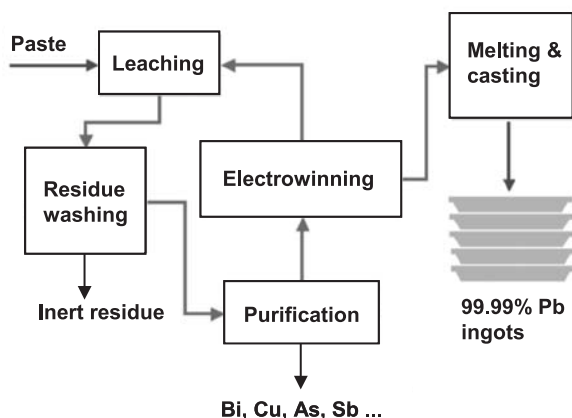 Paste
Leaching
Melting &
casting
Residue
washing
Electrowinning
Inert residue
Purification
99.99% Pb
ingots
Bi, Cu, As, Sb ...